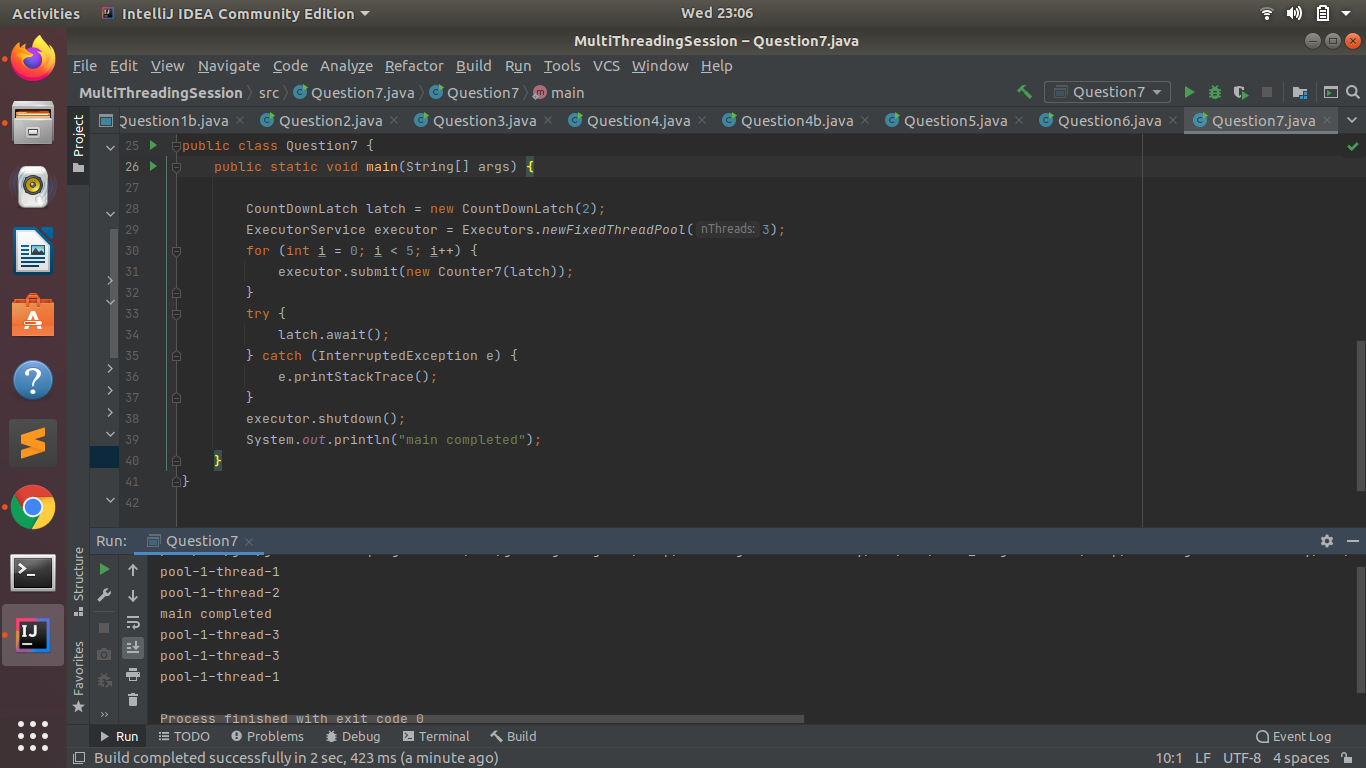 Activities IntelliJ IDEA Community Edition Wed 23:06
MultiThreadingSession – Question7.java
File Edit View Navigate Code Analyze Refactor Build Run Tools VCS Window Help
MultiThreadingSession src Question7.java Question7 main Question7
Project
Question1b.java Question2.java Question3.java Question4.java Question4b.java Question5.java Question6.java Question7.java
25 public class Question7 {
26 public static void main(String[] args) {
27
28 CountDownLatch latch = new CountDownLatch(2);
29 ExecutorService executor = Executors.newFixedThreadPool( nThreads: 3);
30 for (int i = 0; i < 5; i++) {
31 executor.submit(new Counter7(latch));
32 }
33 try {
34 latch.await();
35 } catch (InterruptedException e) {
36 e.printStackTrace();
37 }
38 executor.shutdown();
39 System.out.println("main completed");
40 }
41 }
42
Run: Question7
Structure
Favorites
pool-1-thread-1
pool-1-thread-2
main completed
pool-1-thread-3
pool-1-thread-3
pool-1-thread-1
Process finished with exit code 0
Run TODO Problems Debug Terminal Build Event Log
Build completed successfully in 2 sec, 423 ms (a minute ago) 10:1 LF UTF-8 4 spaces